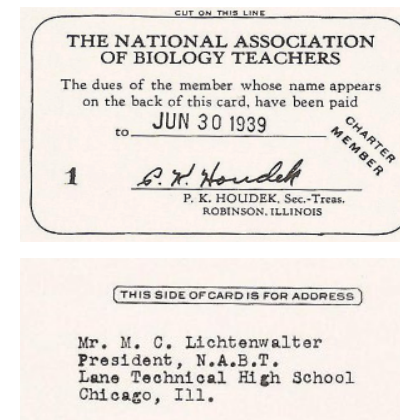 CUT ON THIS LINE
THE NATIONAL ASSOCIATION
OF BIOLOGY TEACHERS
The dues of the member whose name appears
on the back of this card, have been paid
to JUN 30 1939
CHARTER
MEMBER
1 P. K. Houdek
P. K. HOUDEK, Sec.-Treas.
ROBINSON, ILLINOIS
THIS SIDE OF CARD IS FOR ADDRESS
Mr. M. C. Lichtenwalter
President, N.A.B.T.
Lane Technical High School
Chicago, Ill.